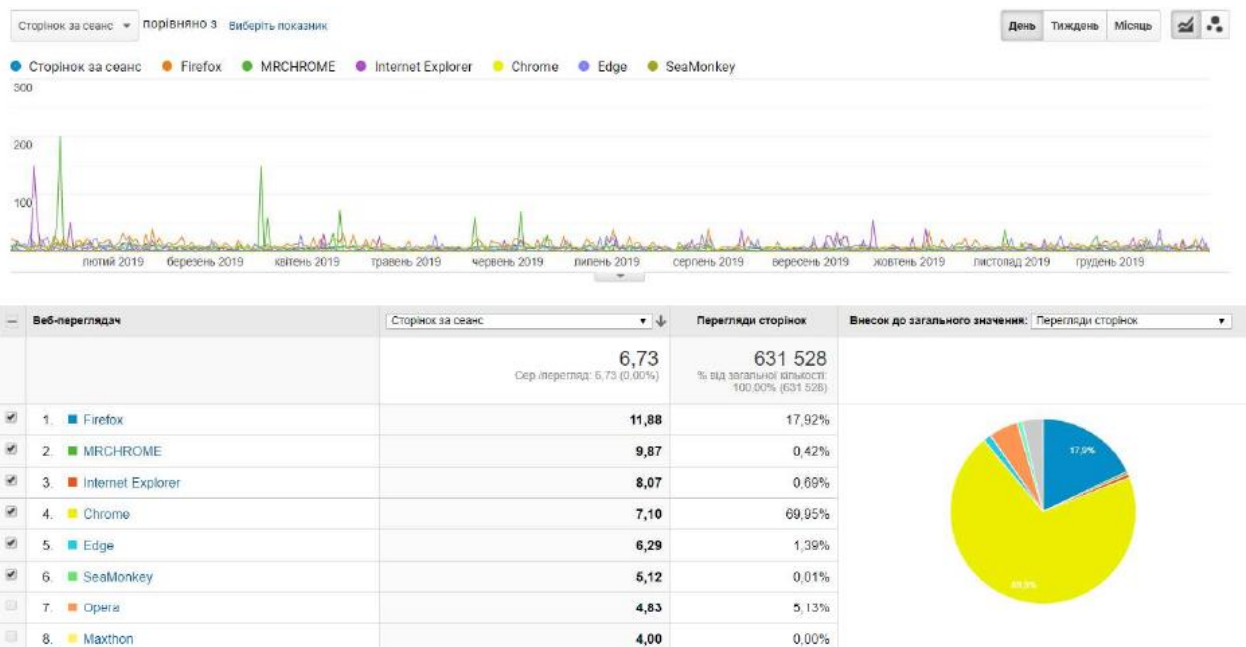 Сторінок за сеанс порівняно з Виберіть показник День Тиждень Місяць
Сторінок за сеанс Firefox MRCHROME Internet Explorer Chrome Edge SeaMonkey
300
200
100
лютий 2019 березень 2019 квітень 2019 травень 2019 червень 2019 липень 2019 серпень 2019 вересень 2019 жовтень 2019 листопад 2019 грудень 2019
Веб-переглядач Сторінок за сеанс Перегляди сторінок Внесок до загального значення: Перегляди сторінок
6,73 631 528
Сер./перегляд: 6,73 (0,00%) % від загальної кількості:
100,00% (631 528)
1. Firefox 11,88 17,92%
2. MRCHROME 9,87 0,42%
3. Internet Explorer 8,07 0,69%
4. Chrome 7,10 69,95%
5. Edge 6,29 1,39%
6. SeaMonkey 5,12 0,01%
7. Opera 4,83 5,13%
8. Maxthon 4,00 0,00%
17,9%